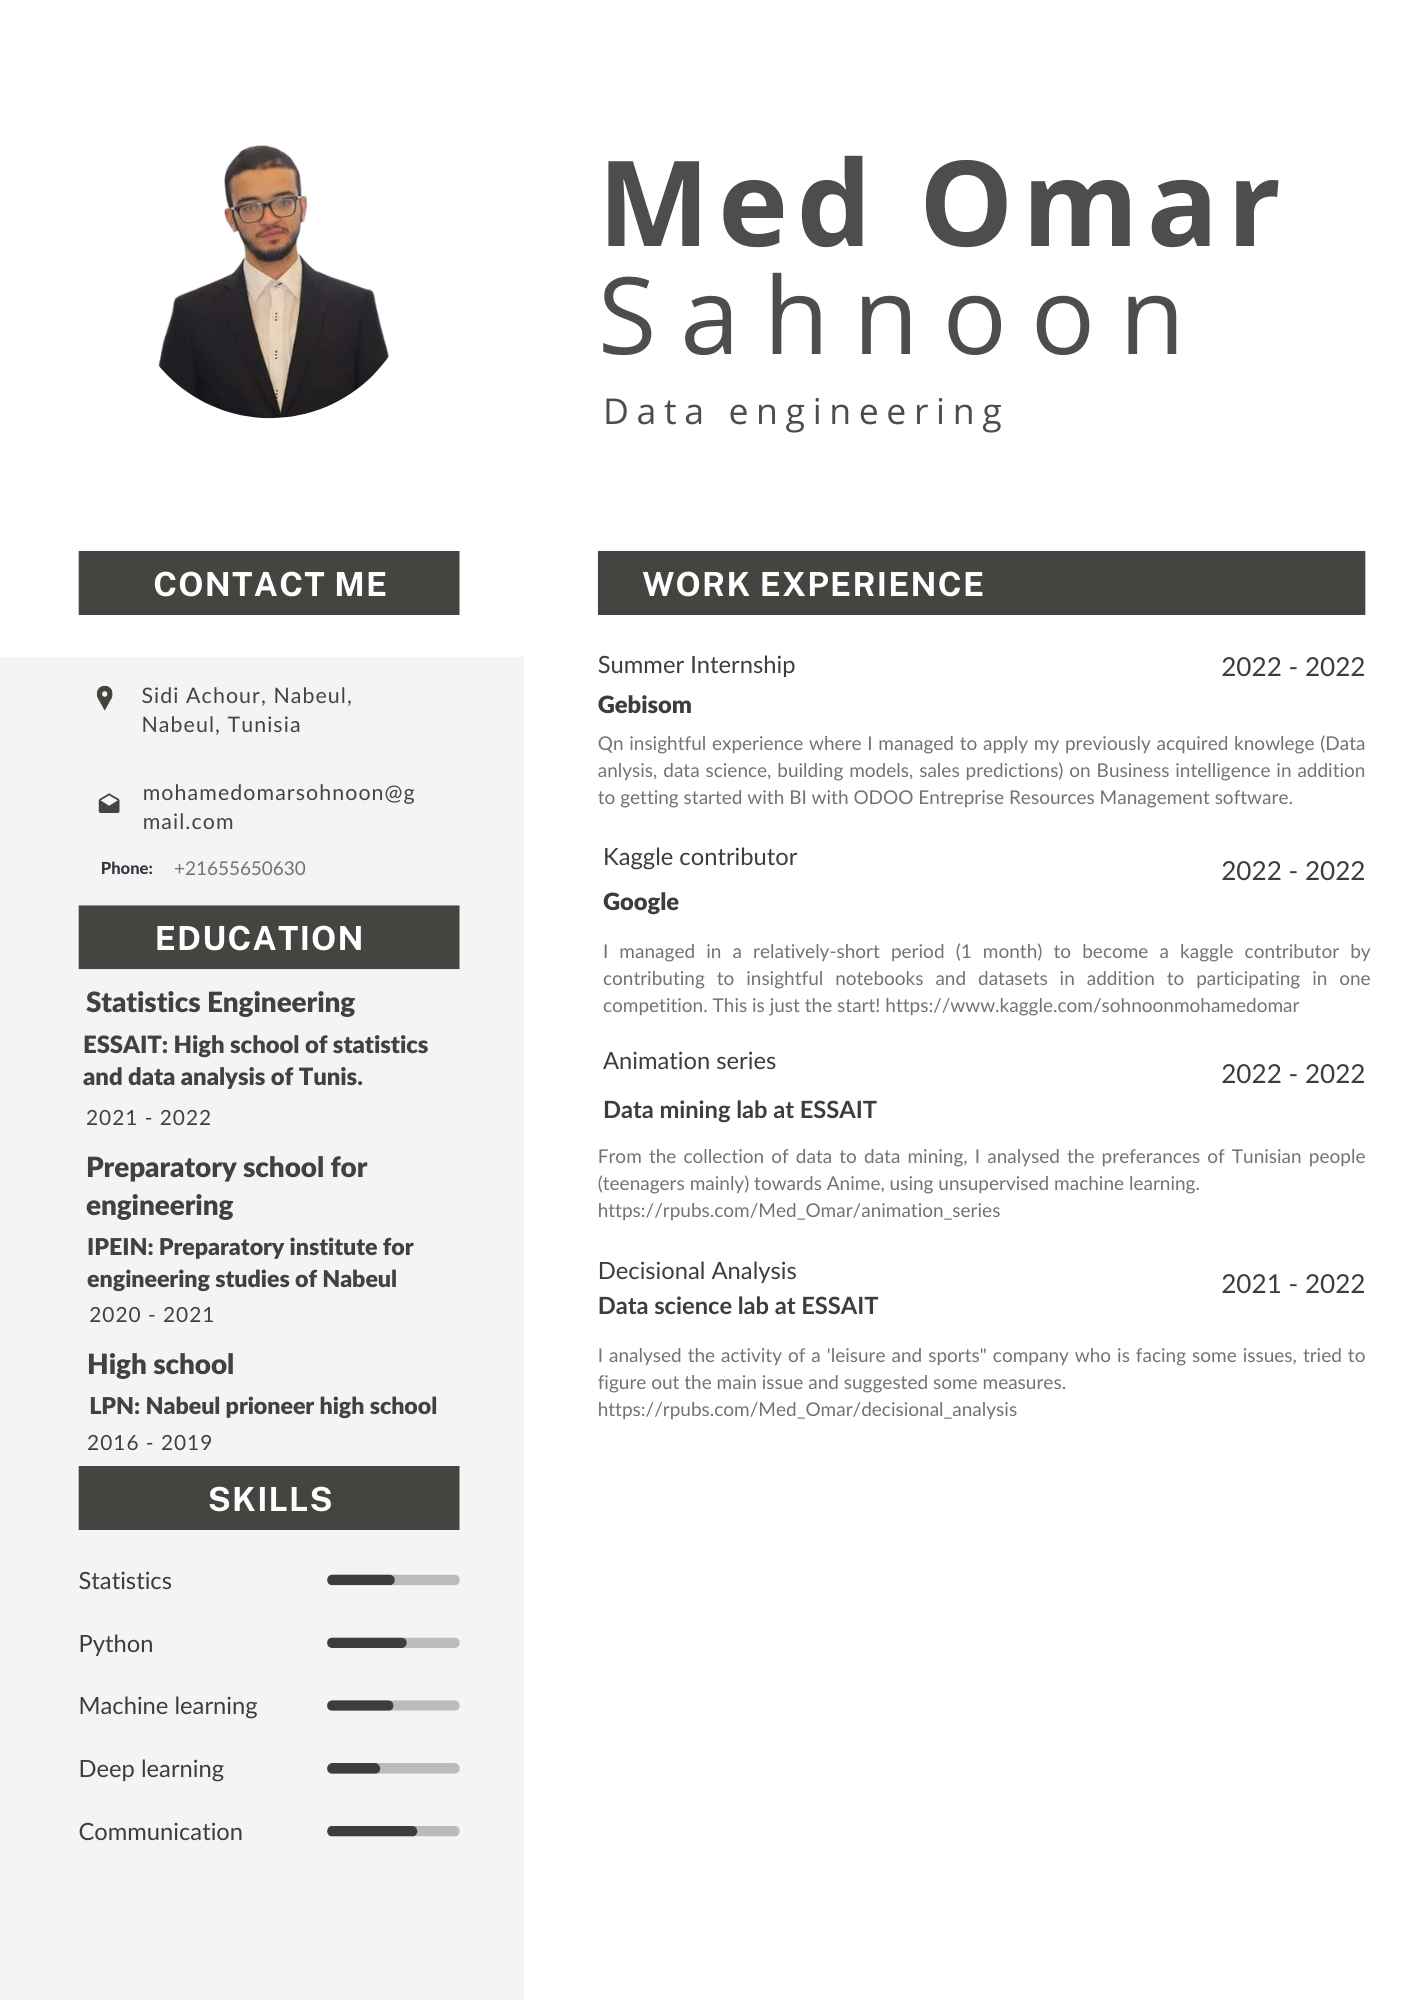 Med Omar
Sahnoon
Data engineering
CONTACT ME
Sidi Achour, Nabeul,
Nabeul, Tunisia
mohamedomarsohnoon@g
mail.com
Phone: +21655650630
EDUCATION
Statistics Engineering
ESSAIT: High school of statistics
and data analysis of Tunis.
2021 - 2022
Preparatory school for
engineering
IPEIN: Preparatory institute for
engineering studies of Nabeul
2020 - 2021
High school
LPN: Nabeul prioneer high school
2016 - 2019
SKILLS
Statistics
Python
Machine learning
Deep learning
Communication
WORK EXPERIENCE
Summer Internship 2022 - 2022
Gebisom
Qn insightful experience where I managed to apply my previously acquired knowlege (Data
anlysis, data science, building models, sales predictions) on Business intelligence in addition
to getting started with BI with ODOO Entreprise Resources Management software.
Kaggle contributor 2022 - 2022
Google
I managed in a relatively-short period (1 month) to become a kaggle contributor by
contributing to insightful notebooks and datasets in addition to participating in one
competition. This is just the start! https://www.kaggle.com/sohnoonmohamedomar
Animation series 2022 - 2022
Data mining lab at ESSAIT
From the collection of data to data mining, I analysed the preferances of Tunisian people
(teenagers mainly) towards Anime, using unsupervised machine learning.
https://rpubs.com/Med_Omar/animation_series
Decisional Analysis 2021 - 2022
Data science lab at ESSAIT
I analysed the activity of a 'leisure and sports" company who is facing some issues, tried to
figure out the main issue and suggested some measures.
https://rpubs.com/Med_Omar/decisional_analysis